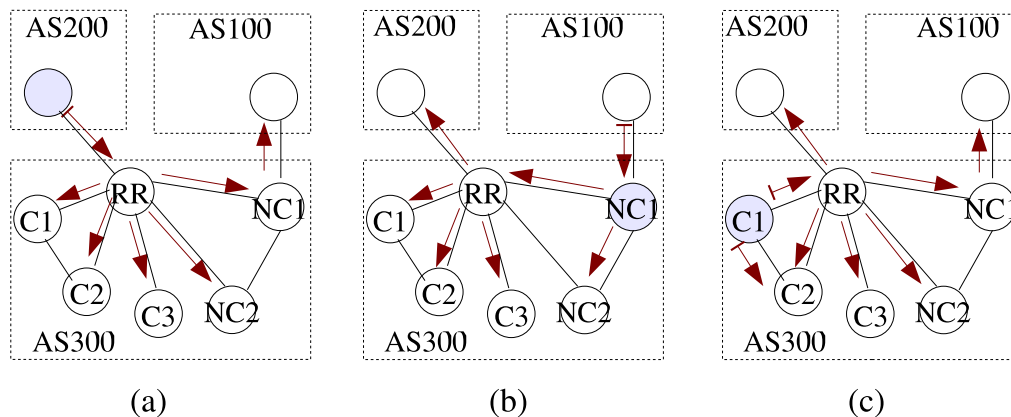 AS200
AS100
RR
C1
NC1
C2
C3
NC2
AS300
(a)
AS200
AS100
RR
C1
NC1
C2
C3
NC2
AS300
(b)
AS200
AS100
RR
C1
NC1
C2
C3
NC2
AS300
(c)